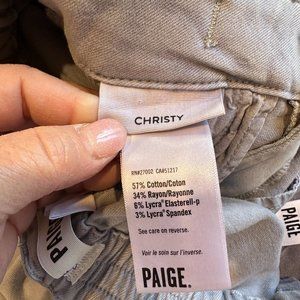 CHRISTY
RN#27002 CA#51217
57% Cotton/Coton
34% Rayon/Rayonne
6% Lycra® Elasterell-p
3% Lycra® Spandex
See care on reverse.
Voir le soin sur l'inverse.
PAIGE.
PAIGE
PAIGE